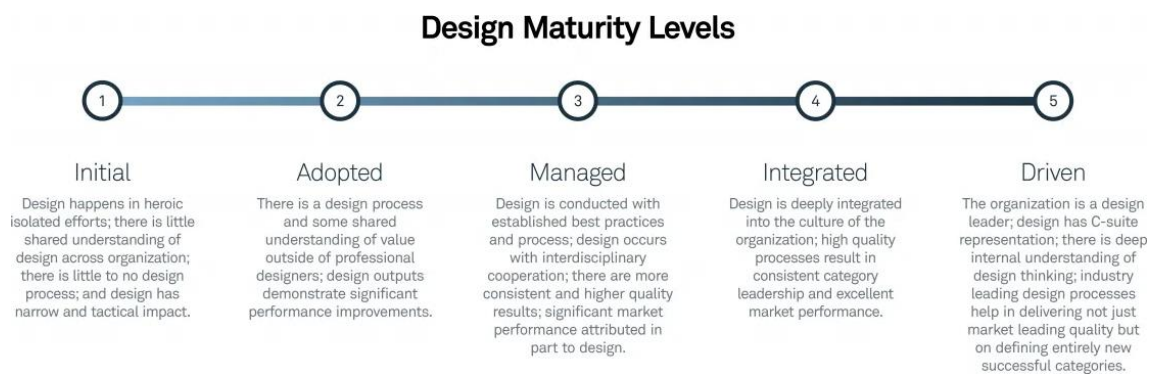 Design Maturity Levels
1
2
3
4
5
Initial
Design happens in heroic
isolated efforts; there is little
shared understanding of
design across organization;
there is little to no design
process; and design has
narrow and tactical impact.
Adopted
There is a design process
and some shared
understanding of value
outside of professional
designers; design outputs
demonstrate significant
performance improvements.
Managed
Design is conducted with
established best practices
and process; design occurs
with interdisciplinary
cooperation; there are more
consistent and higher quality
results; significant market
performance attributed in
part to design.
Integrated
Design is deeply integrated
into the culture of the
organization; high quality
processes result in
consistent category
leadership and excellent
market performance.
Driven
The organization is a design
leader; design has C-suite
representation; there is deep
internal understanding of
design thinking; industry
leading design processes
help in delivering not just
market leading quality but
on defining entirely new
successful categories.